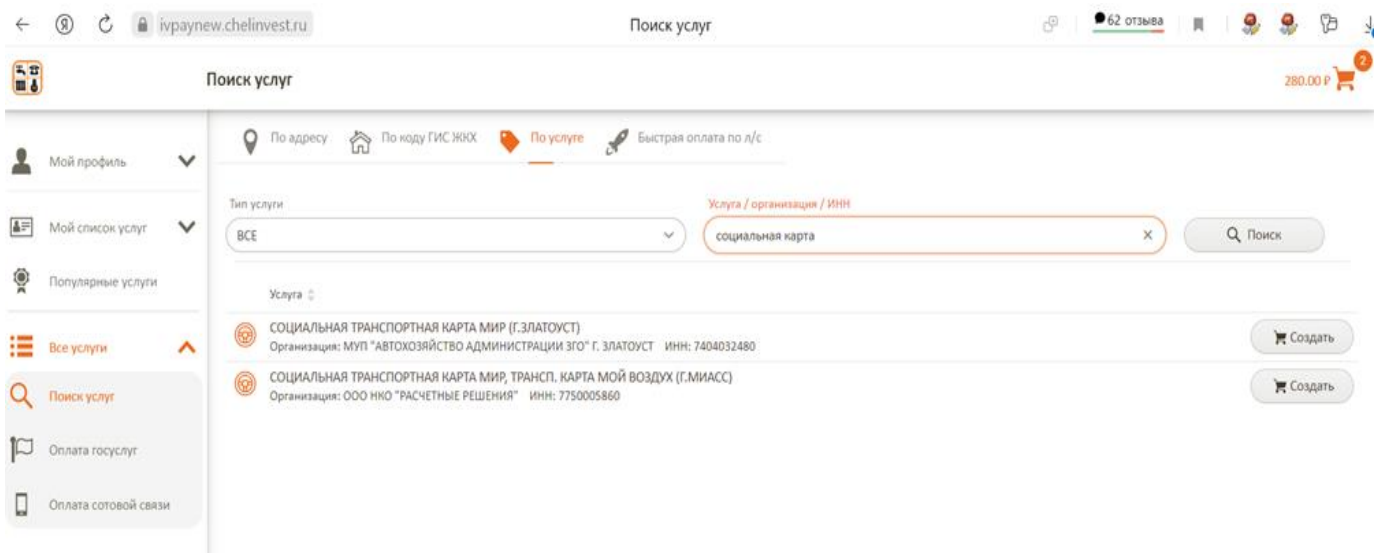 ivpaynew.chelinvest.ru
Поиск услуг
62 отзыва
Поиск услуг
280.00 ₽
2
Мой профиль
Мой список услуг
Популярные услуги
Все услуги
Поиск услуг
Оплата госуслуг
Оплата сотовой связи
По адресу
По коду ГИС ЖКХ
По услуге
Быстрая оплата по л/с
Тип услуги
ВСЕ
Услуга / организация / ИНН
социальная карта
Поиск
Услуга
СОЦИАЛЬНАЯ ТРАНСПОРТНАЯ КАРТА МИР (Г.ЗЛАТОУСТ)
Организация: МУП "АВТОХОЗЯЙСТВО АДМИНИСТРАЦИИ ЗГО" Г. ЗЛАТОУСТ ИНН: 7404032480
Создать
СОЦИАЛЬНАЯ ТРАНСПОРТНАЯ КАРТА МИР, ТРАНСП. КАРТА МОЙ ВОЗДУХ (Г.МИАСС)
Организация: ООО НКО "РАСЧЕТНЫЕ РЕШЕНИЯ" ИНН: 7750005860
Создать